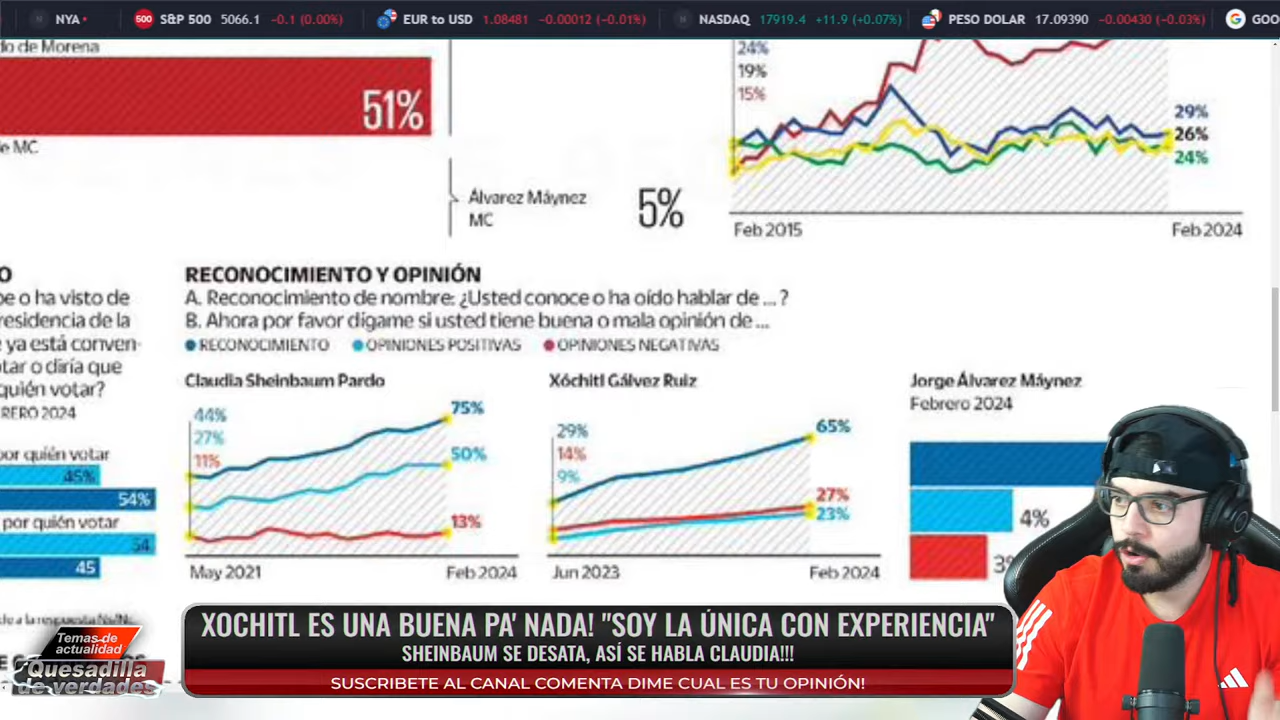 NYA
500 S&P 500 5066.1 -0.1 (0.00%)
EUR to USD 1.08481 -0.00012 (-0.01%)
NASDAQ 17919.4 +11.9 (+0.07%)
PESO DOLAR 17.09390 -0.00430 (-0.03%)
GOO
do de Morena
51%
e MC
Álvarez Máynez
MC
5%
24%
19%
15%
29%
26%
24%
Feb 2015
Feb 2024
O
pe o ha visto de
residencia de la
e ya está conven-
tar o diría que
quién votar?
RERO 2024
por quién votar
45%
54%
por quién votar
54
45
RECONOCIMIENTO Y OPINIÓN
A. Reconocimiento de nombre: ¿Usted conoce o ha oído hablar de ... ?
B. Ahora por favor dígame si usted tiene buena o mala opinión de ...
RECONOCIMIENTO OPINIONES POSITIVAS OPINIONES NEGATIVAS
Claudia Sheinbaum Pardo
44%
27%
11%
75%
50%
13%
May 2021
Feb 2024
Xóchitl Gálvez Ruiz
29%
14%
9%
65%
27%
23%
Jun 2023
Feb 2024
Jorge Álvarez Máynez
Febrero 2024
4%
3%
XOCHITL ES UNA BUENA PA' NADA! "SOY LA ÚNICA CON EXPERIENCIA"
SHEINBAUM SE DESATA, ASÍ SE HABLA CLAUDIA!!!
SUSCRIBETE AL CANAL COMENTA DIME CUAL ES TU OPINIÓN!
Temas de
actualidad
Quesadilla
de verdades